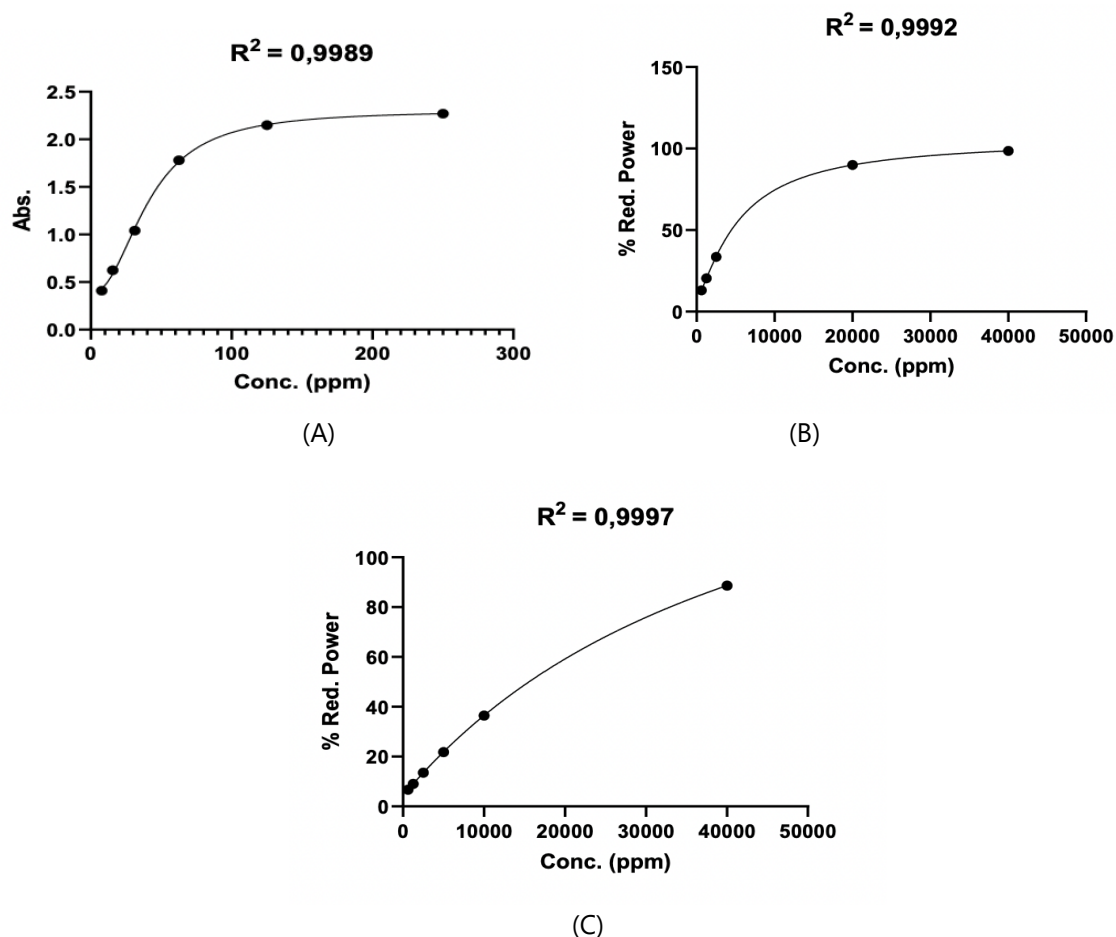 R² = 0,9989
2.5
2.0
1.5
1.0
0.5
0.0
Abs.
0 100 200 300
Conc. (ppm)
(A)
R² = 0,9992
150
100
50
0
% Red. Power
0 10000 20000 30000 40000 50000
Conc. (ppm)
(B)
R² = 0,9997
100
80
60
40
20
0
% Red. Power
0 10000 20000 30000 40000 50000
Conc. (ppm)
(C)